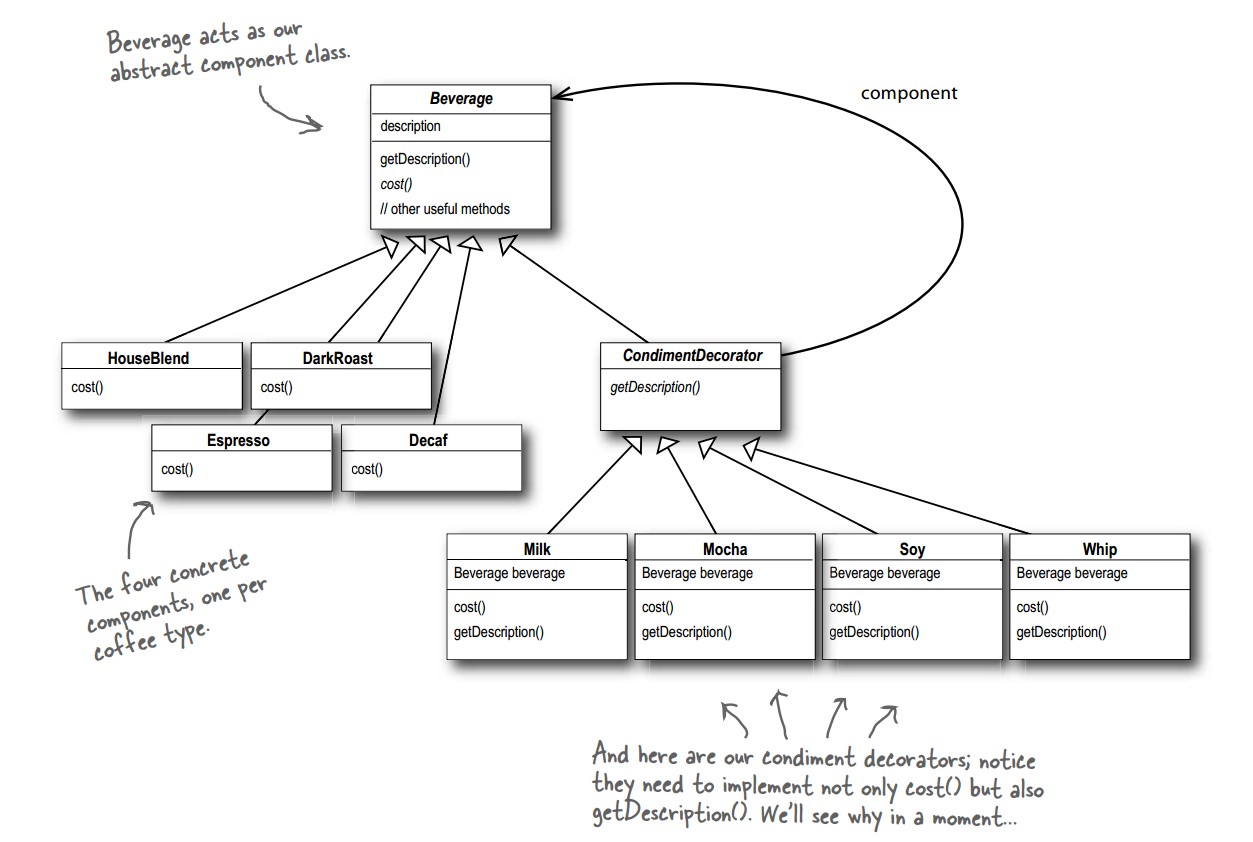 Beverage acts as our
abstract component class.
component
Beverage
description
getDescription()
cost()
// other useful methods
HouseBlend
cost()
DarkRoast
cost()
CondimentDecorator
getDescription()
Espresso
cost()
Decaf
cost()
The four concrete
components, one per
coffee type.
Milk
Beverage beverage
cost()
getDescription()
Mocha
Beverage beverage
cost()
getDescription()
Soy
Beverage beverage
cost()
getDescription()
Whip
Beverage beverage
cost()
getDescription()
And here are our condiment decorators; notice
they need to implement not only cost() but also
getDescription(). We'll see why in a moment...